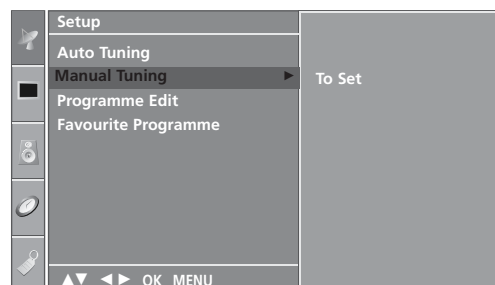 Setup
Auto Tuning
Manual Tuning ►
To Set
Programme Edit
Favourite Programme
▲▼ ◄► OK MENU